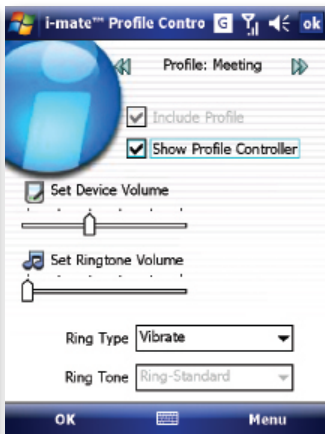 i-mate™ Profile Contro G ok
Profile: Meeting
Include Profile
Show Profile Controller
Set Device Volume
Set Ringtone Volume
Ring Type Vibrate
Ring Tone Ring-Standard
OK Menu